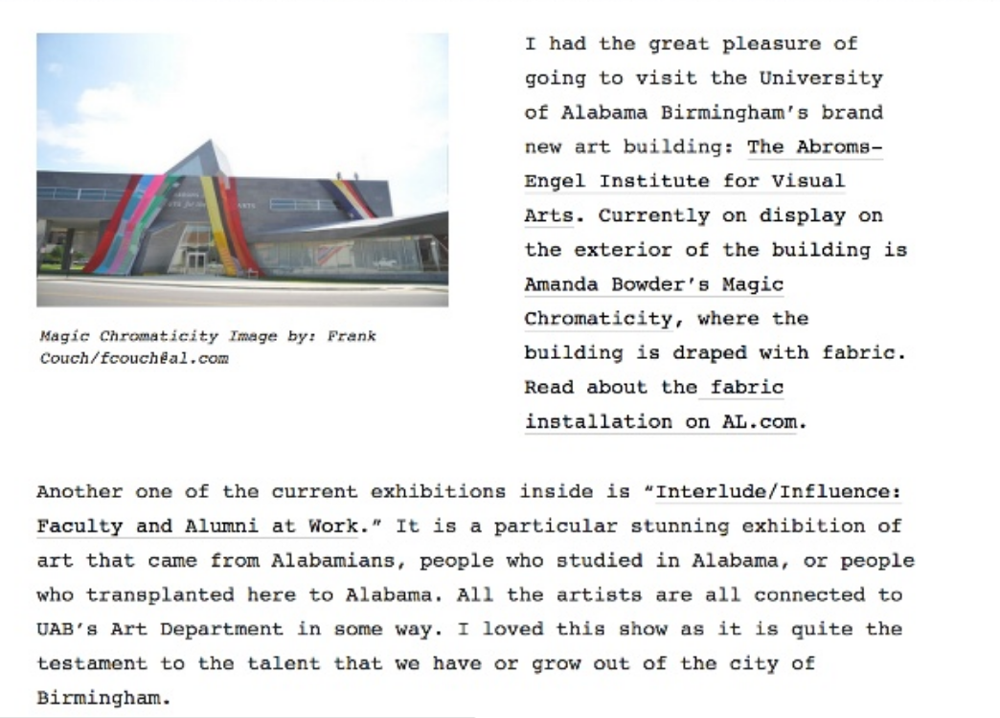 Magic Chromaticity Image by: Frank
Couch/fcouch@al.com
I had the great pleasure of
going to visit the University
of Alabama Birmingham’s brand
new art building: The Abroms-
Engel Institute for Visual
Arts. Currently on display on
the exterior of the building is
Amanda Bowder’s Magic
Chromaticity, where the
building is draped with fabric.
Read about the fabric
installation on AL.com.
Another one of the current exhibitions inside is “Interlude/Influence:
Faculty and Alumni at Work.” It is a particular stunning exhibition of
art that came from Alabamians, people who studied in Alabama, or people
who transplanted here to Alabama. All the artists are all connected to
UAB’s Art Department in some way. I loved this show as it is quite the
testament to the talent that we have or grow out of the city of
Birmingham.